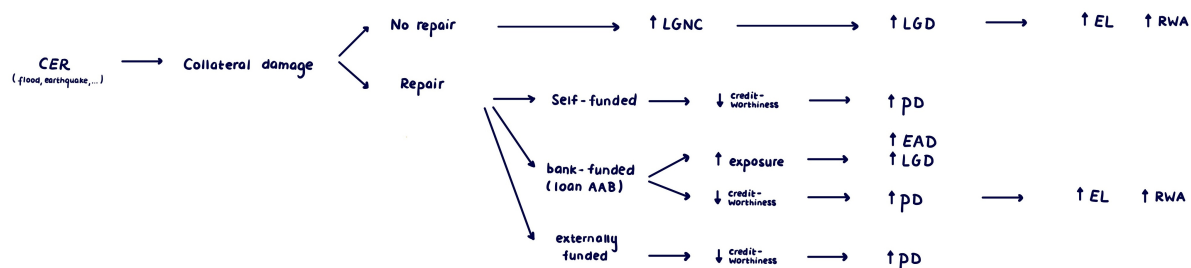 No repair
↑ LGNC
↑ LGD
↑ EL ↑ RWA
CER
(flood, earthquake,...)
Collateral damage
Repair
Self-funded
↓ credit-
worthiness
↑ PD
↑ EAD
bank-funded
(loan AAB)
↑ exposure
↑ LGD
↓ credit-
worthiness
↑ PD
↑ EL ↑ RWA
externally
funded
↓ credit-
worthiness
↑ PD